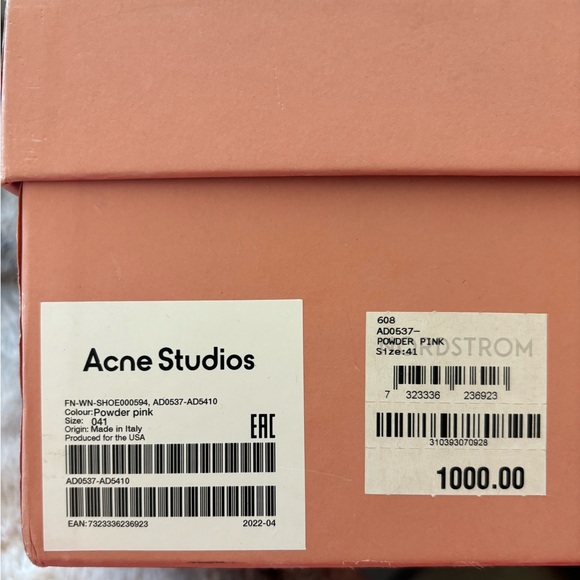 Acne Studios
FN-WN-SHOE000594, AD0537-AD5410
Colour:Powder pink
Size: 041
Origin: Made in Italy
Produced for the USA
EAC
AD0537-AD5410
EAN:7323336236923 2022-04
608
AD0537-
POWDER PINK
Size:41
RDSTROM
7 323336 236923
310393070928
1000.00